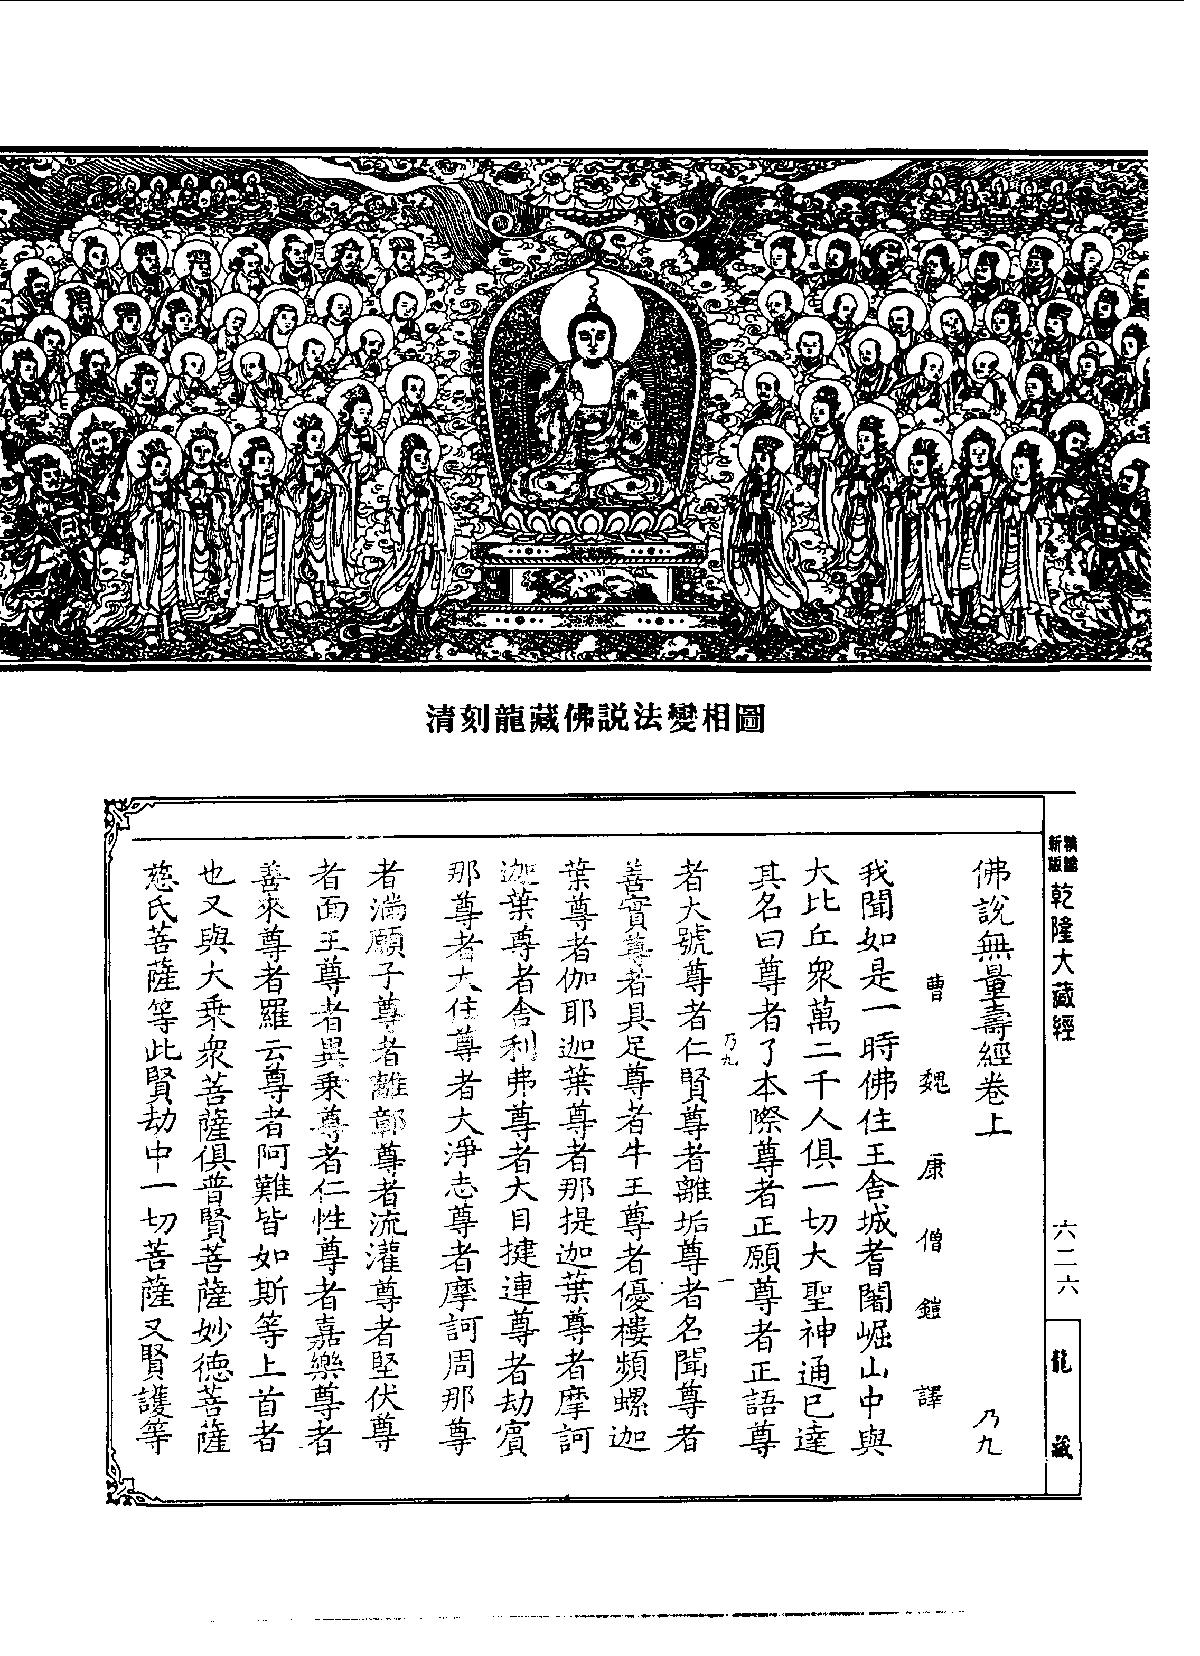 清刻龍藏佛説法變相圖
新版
乾隆大藏經
六二六
龍藏
佛說無量壽經卷上 乃九
曹魏康僧鎧譯
我聞如是一時佛住王舍城耆闍崛山中與
大比丘衆萬二千人俱一切大聖神通已達
其名曰尊者了本際尊者正願尊者正語尊
乃九 一
者大號尊者仁賢尊者離垢尊者名聞尊者
善實尊者具足尊者牛王尊者優樓頻螺迦
葉尊者伽耶迦葉尊者那提迦葉尊者摩訶
迦葉尊者舍利弗尊者大目揵連尊者劫賓
那尊者大住尊者大淨志尊者摩訶周那尊
者滿願子尊者離鄣尊者流灌尊者堅伏尊
者面王尊者異乘尊者仁性尊者嘉樂尊者
善來尊者羅云尊者阿難皆如斯等上首者
也又與大乘衆菩薩俱普賢菩薩妙德菩薩
慈氏菩薩等此賢劫中一切菩薩又賢護等